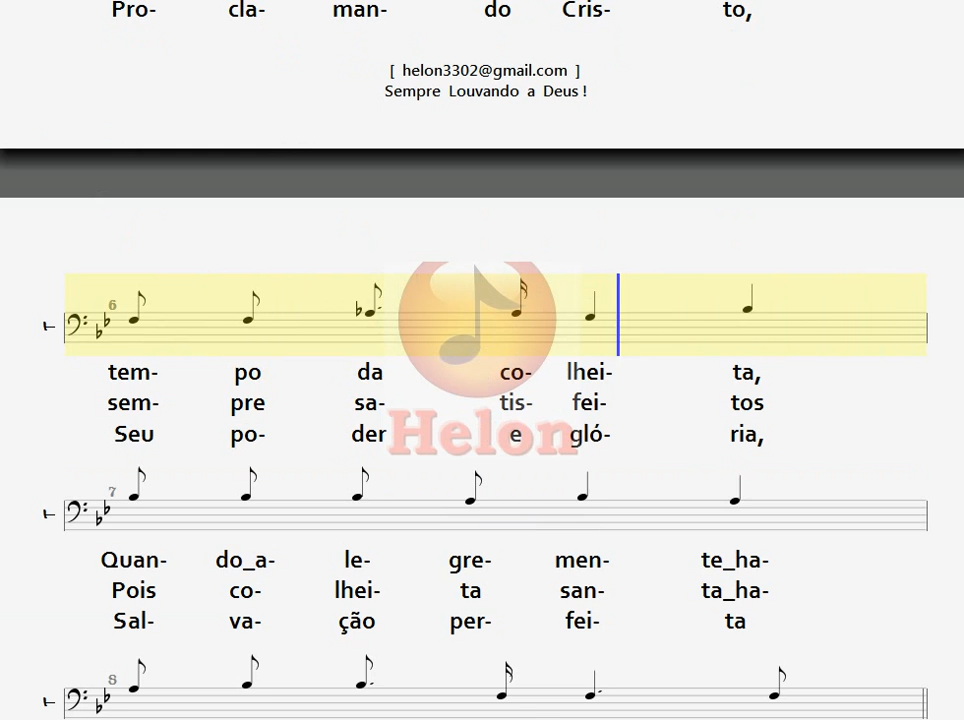 Pro- cla- man- do Cris- to,
[ helon3302@gmail.com ]
Sempre Louvando a Deus !
6
T
tem- po da co- lhei- ta,
sem- pre sa- tis- fei- tos
Seu po- der e gló- ria,
Helon
7
T
Quan- do_a- le- gre- men- te_ha-
Pois co- lhei- ta san- ta_ha-
Sal- va- ção per- fei- ta
8
T